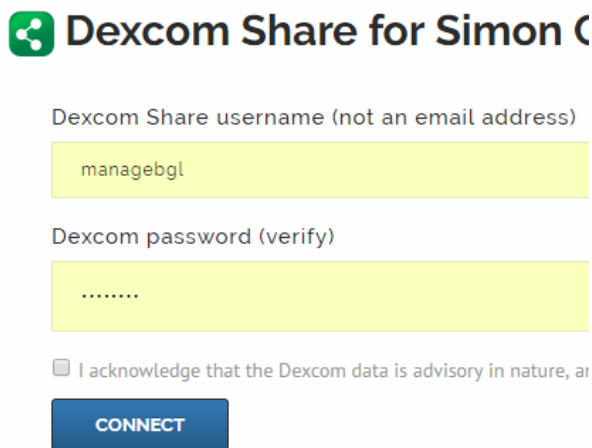 Dexcom Share for Simon
Dexcom Share username (not an email address)
managebgl
Dexcom password (verify)
........
I acknowledge that the Dexcom data is advisory in nature,
CONNECT